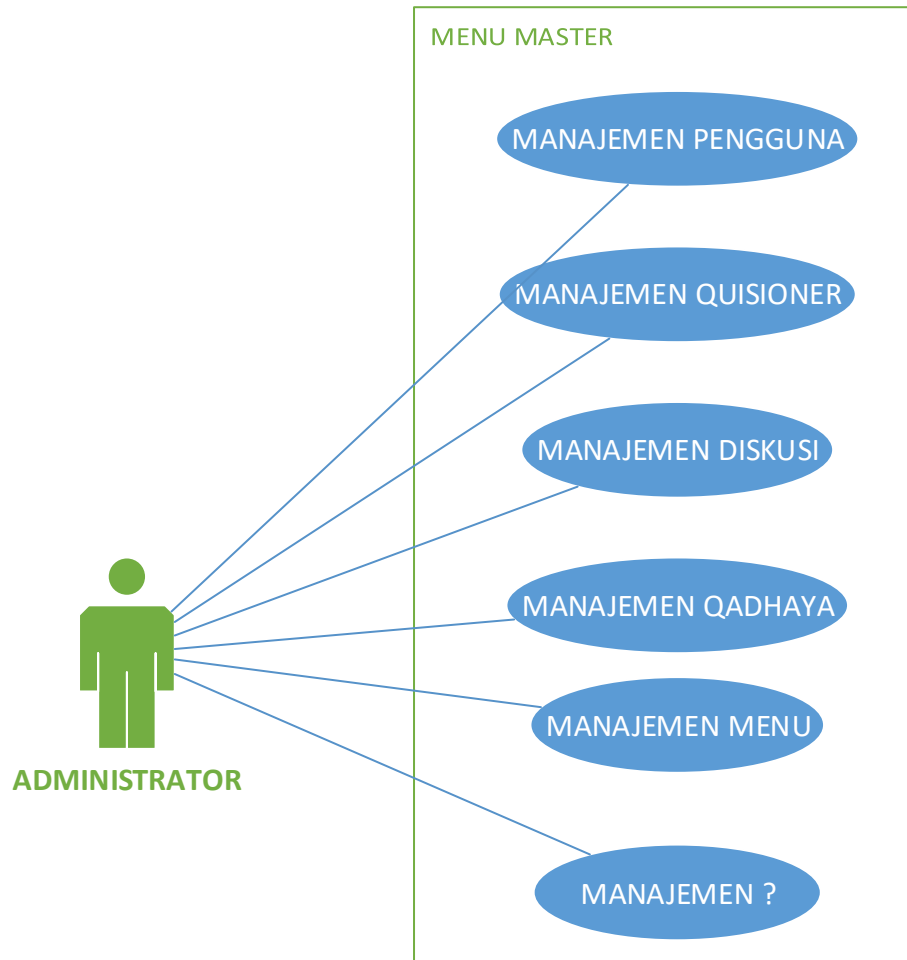 MENU MASTER
MANAJEMEN PENGGUNA
MANAJEMEN QUISIONER
MANAJEMEN DISKUSI
MANAJEMEN QADHAYA
MANAJEMEN MENU
ADMINISTRATOR
MANAJEMEN ?